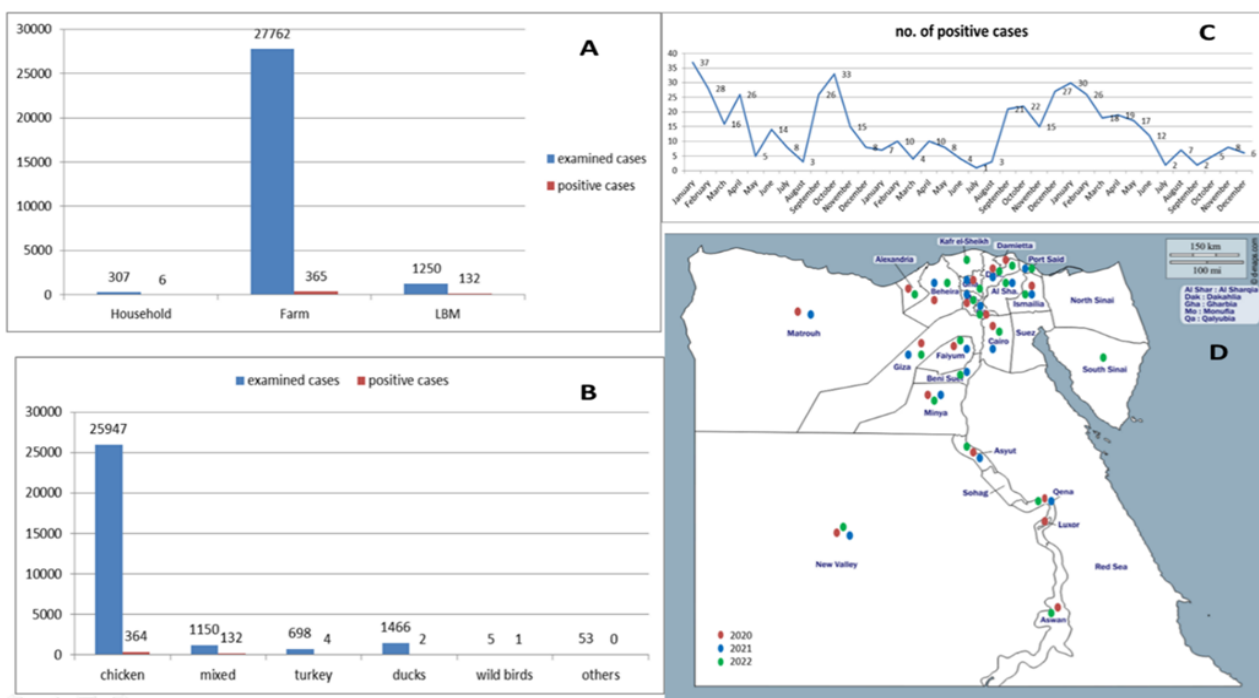 A
30000
25000
20000
15000
10000
5000
0
307 6
27762
365
1250 132
Household Farm LBM
examined cases
positive cases
B
examined cases positive cases
30000
25000
20000
15000
10000
5000
0
25947
364
1150 132
698 4
1466 2
5 1
53 0
chicken mixed turkey ducks wild birds others
no. of positive cases
C
40
35
30
25
20
15
10
5
0
37 28 16 26 5 14 8 3 26 33 15 8 7 10 4 10 8 4 1 3 21 22 15 27 30 26 18 19 17 12 2 7 2 5 8 6
January February March April May June July August September October November December January February March April May June July August September October November December January February March April May June July August September October November December
D
150 km
100 mi
© d-maps.com
Al Shar : Al Sharqia
Dak : Dakahlia
Gha : Gharbia
Mo : Monufia
Qa : Qalyubia
Kafr el-Sheikh
Damietta
Alexandria
Port Said
Beheira
Al Sha.
Ismailia
North Sinai
Matrouh
Cairo
Suez
Giza
Faiyum
South Sinai
Beni Suef
Minya
Asyut
Sohag
Qena
Luxor
New Valley
Red Sea
Aswan
2020
2021
2022